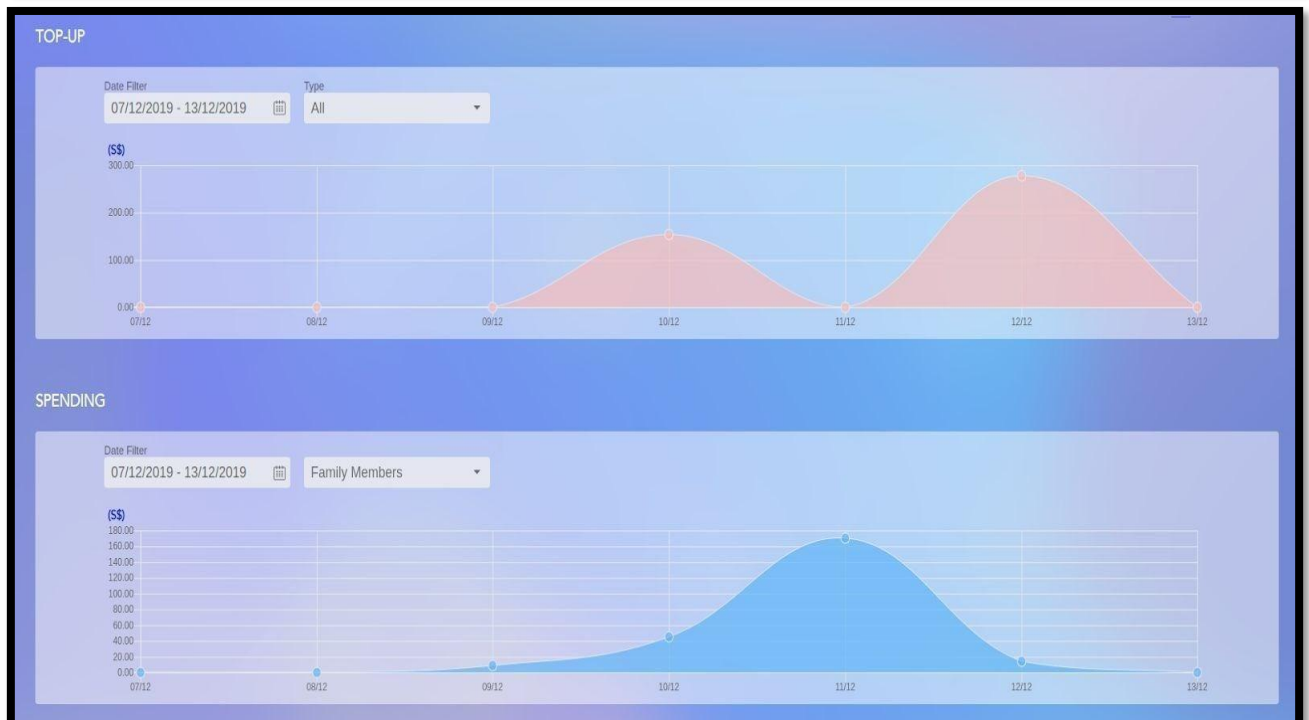 TOP-UP
Date Filter Type
07/12/2019 - 13/12/2019 All
(S$)
300.00
200.00
100.00
0.00
07/12 08/12 09/12 10/12 11/12 12/12 13/12
SPENDING
Date Filter
07/12/2019 - 13/12/2019 Family Members
(S$)
180.00
160.00
140.00
120.00
100.00
80.00
60.00
40.00
20.00
0.00
07/12 08/12 09/12 10/12 11/12 12/12 13/12